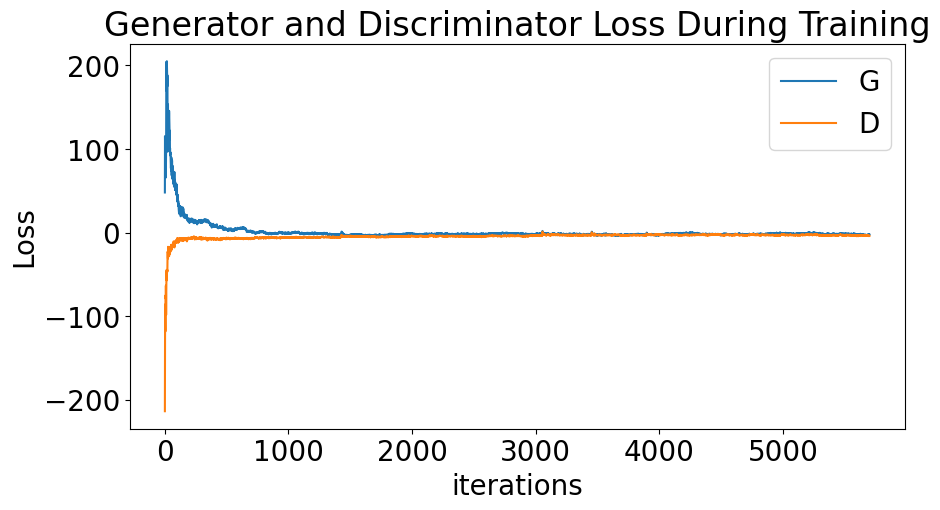 Generator and Discriminator Loss During Training
200
100
0
−100
−200
Loss
G
D
0 1000 2000 3000 4000 5000
iterations